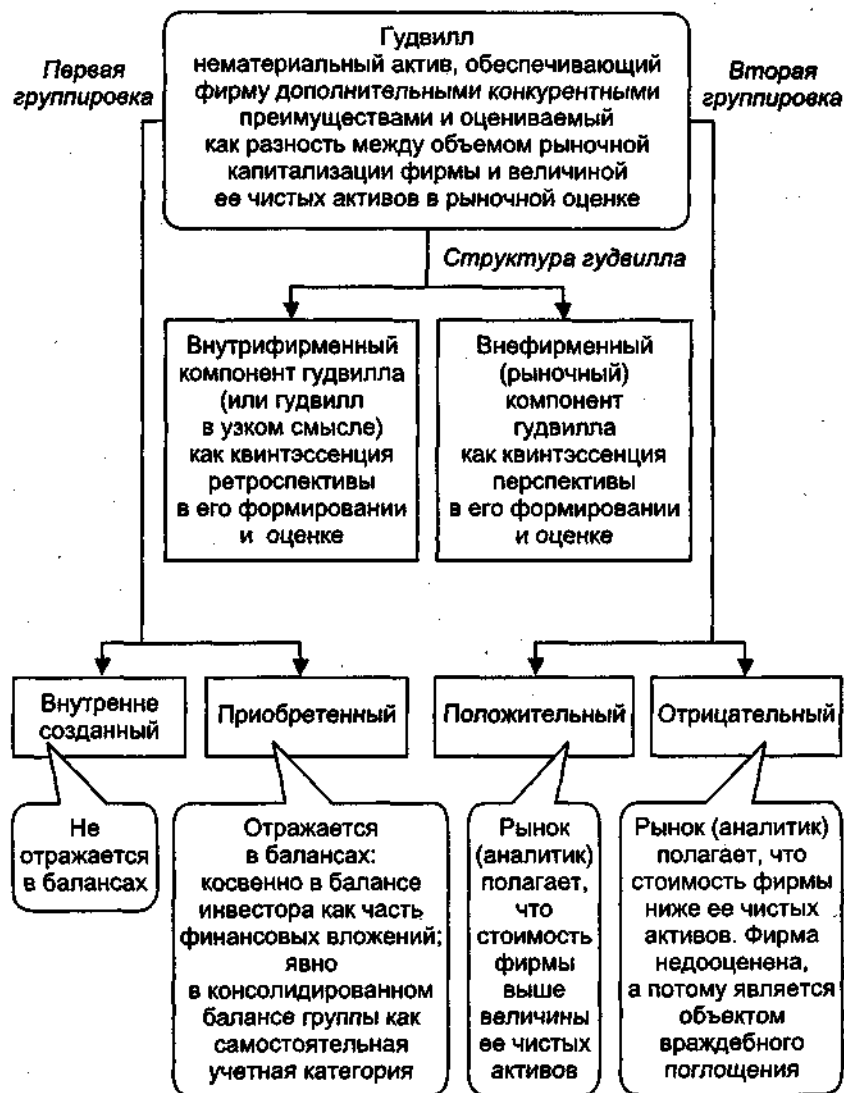 Первая
группировка
Гудвилл
нематериальный актив, обеспечивающий
фирму дополнительными конкурентными
преимуществами и оцениваемый
как разность между объемом рыночной
капитализации фирмы и величиной
ее чистых активов в рыночной оценке
Вторая
группировка
Структура гудвилла
Внутрифирменный
компонент гудвилла
(или гудвилл
в узком смысле)
как квинтэссенция
ретроспективы
в его формировании
и оценке
Внефирменный
(рыночный)
компонент
гудвилла
как квинтэссенция
перспективы
в его формировании
и оценке
Внутренне
созданный
Приобретенный
Положительный
Отрицательный
Не
отражается
в балансах
Отражается
в балансах:
косвенно в балансе
инвестора как часть
финансовых вложений;
явно
в консолидированном
балансе группы как
самостоятельная
учетная категория
Рынок
(аналитик)
полагает,
что
стоимость
фирмы
выше
величины
ее чистых
активов
Рынок (аналитик)
полагает, что
стоимость фирмы
ниже ее чистых
активов. Фирма
недооценена,
а потому является
объектом
враждебного
поглощения